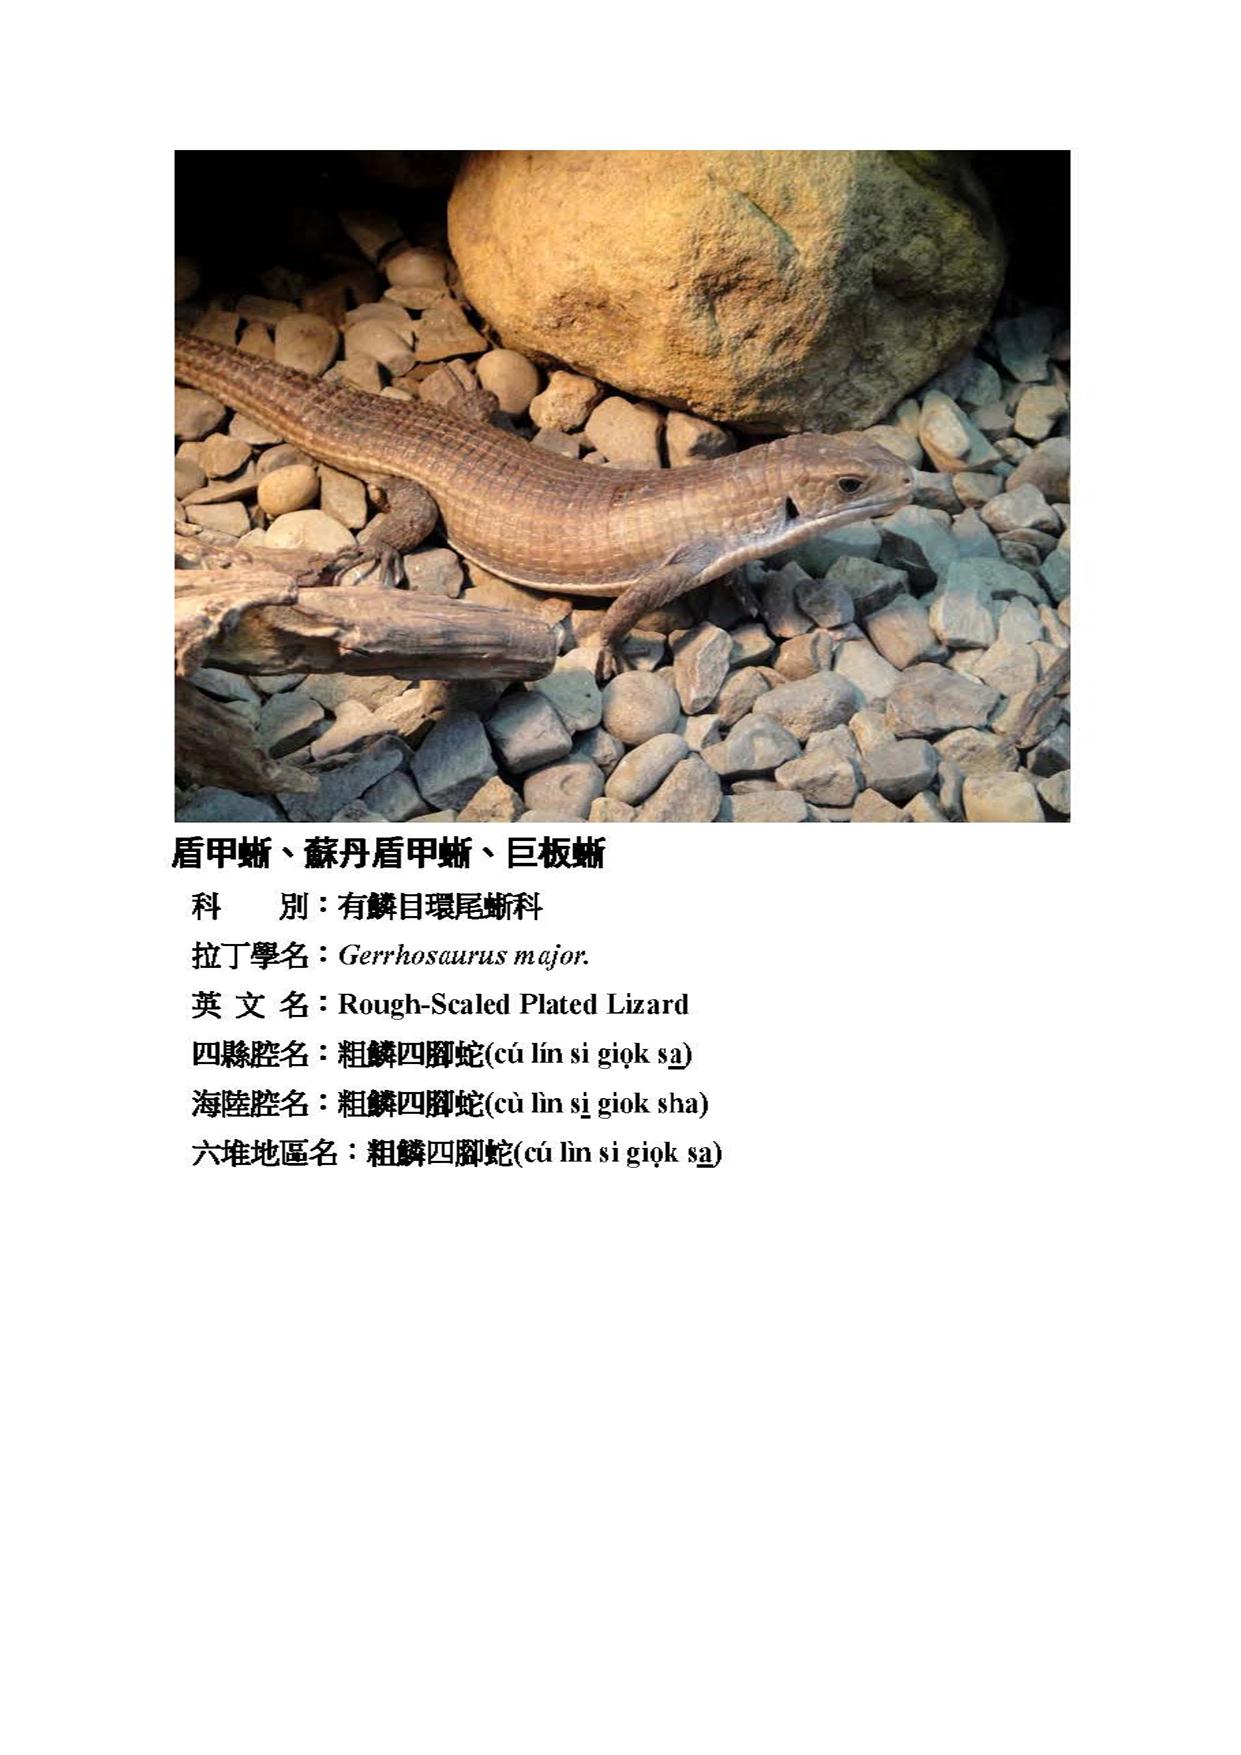 盾甲蜥、蘇丹盾甲蜥、巨板蜥
科　　別：有鱗目環尾蜥科
拉丁學名：Gerrhosaurus major.
英 文 名：Rough-Scaled Plated Lizard
四縣腔名：粗鱗四腳蛇(cú lín si giọk sa̲)
海陸腔名：粗鱗四腳蛇(cù lìn si̲ giok sha)
六堆地區名：粗鱗四腳蛇(cú lìn si giọk sa̲)